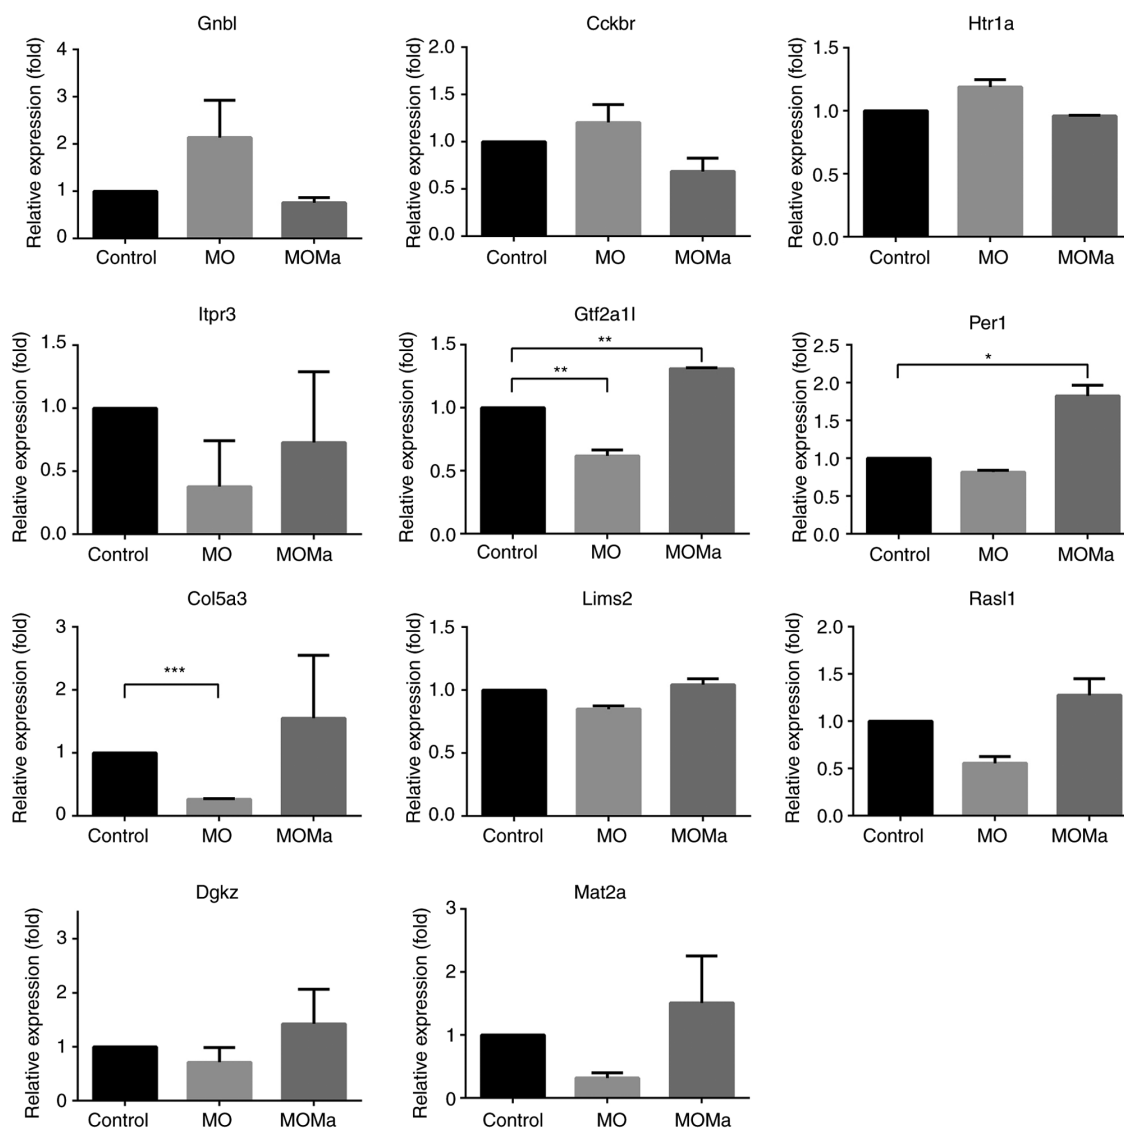 Gnbl
Relative expression (fold)
4
3
2
1
0
Control MO MOMa
Cckbr
Relative expression (fold)
2.0
1.5
1.0
0.5
0.0
Control MO MOMa
Htr1a
Relative expression (fold)
1.5
1.0
0.5
0.0
Control MO MOMa
Itpr3
Relative expression (fold)
1.5
1.0
0.5
0.0
Control MO MOMa
Gtf2a1l
Relative expression (fold)
1.5
1.0
0.5
0.0
**
**
Control MO MOMa
Per1
Relative expression (fold)
2.5
2.0
1.5
1.0
0.5
0.0
*
Control MO MOMa
Col5a3
Relative expression (fold)
3
2
1
0
***
Control MO MOMa
Lims2
Relative expression (fold)
1.5
1.0
0.5
0.0
Control MO MOMa
Rasl1
Relative expression (fold)
2.0
1.5
1.0
0.5
0.0
Control MO MOMa
Dgkz
Relative expression (fold)
3
2
1
0
Control MO MOMa
Mat2a
Relative expression (fold)
3
2
1
0
Control MO MOMa